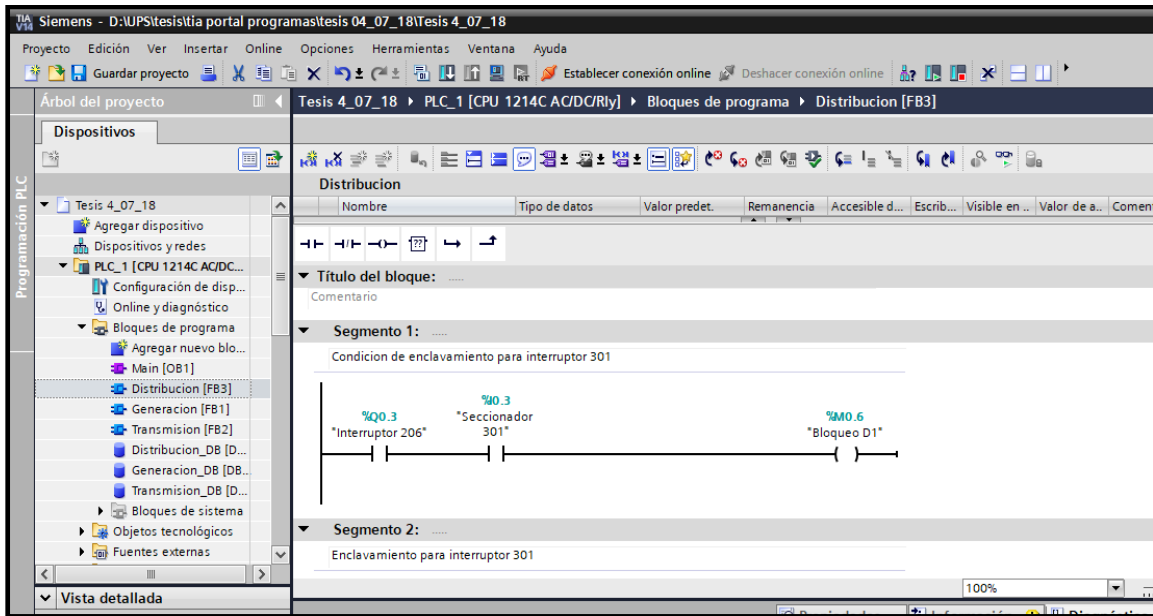 TIA V14 Siemens - D:\UPS\tesis\tia portal programas\tesis 04_07_18\Tesis 4_07_18
Proyecto Edición Ver Insertar Online Opciones Herramientas Ventana Ayuda
Guardar proyecto Establecer conexión online Deshacer conexión online
Árbol del proyecto
Tesis 4_07_18 PLC_1 [CPU 1214C AC/DC/Rly] Bloques de programa Distribucion [FB3]
Dispositivos
Programación PLC
Tesis 4_07_18
Agregar dispositivo
Dispositivos y redes
PLC_1 [CPU 1214C AC/DC...
Configuración de disp...
Online y diagnóstico
Bloques de programa
Agregar nuevo blo...
Main [OB1]
Distribucion [FB3]
Generacion [FB1]
Transmision [FB2]
Distribucion_DB [D...
Generacion_DB [DB...
Transmision_DB [D...
Bloques de sistema
Objetos tecnológicos
Fuentes externas
Vista detallada
Distribucion
Nombre Tipo de datos Valor predet. Remanencia Accesible d... Escrib... Visible en .. Valor de a.. Coment
??
Título del bloque: .....
Comentario
Segmento 1: .....
Condicion de enclavamiento para interruptor 301
%Q0.3
"Interruptor 206"
%I0.3
"Seccionador
301"
%M0.6
"Bloqueo D1"
Segmento 2: .....
Enclavamiento para interruptor 301
100%